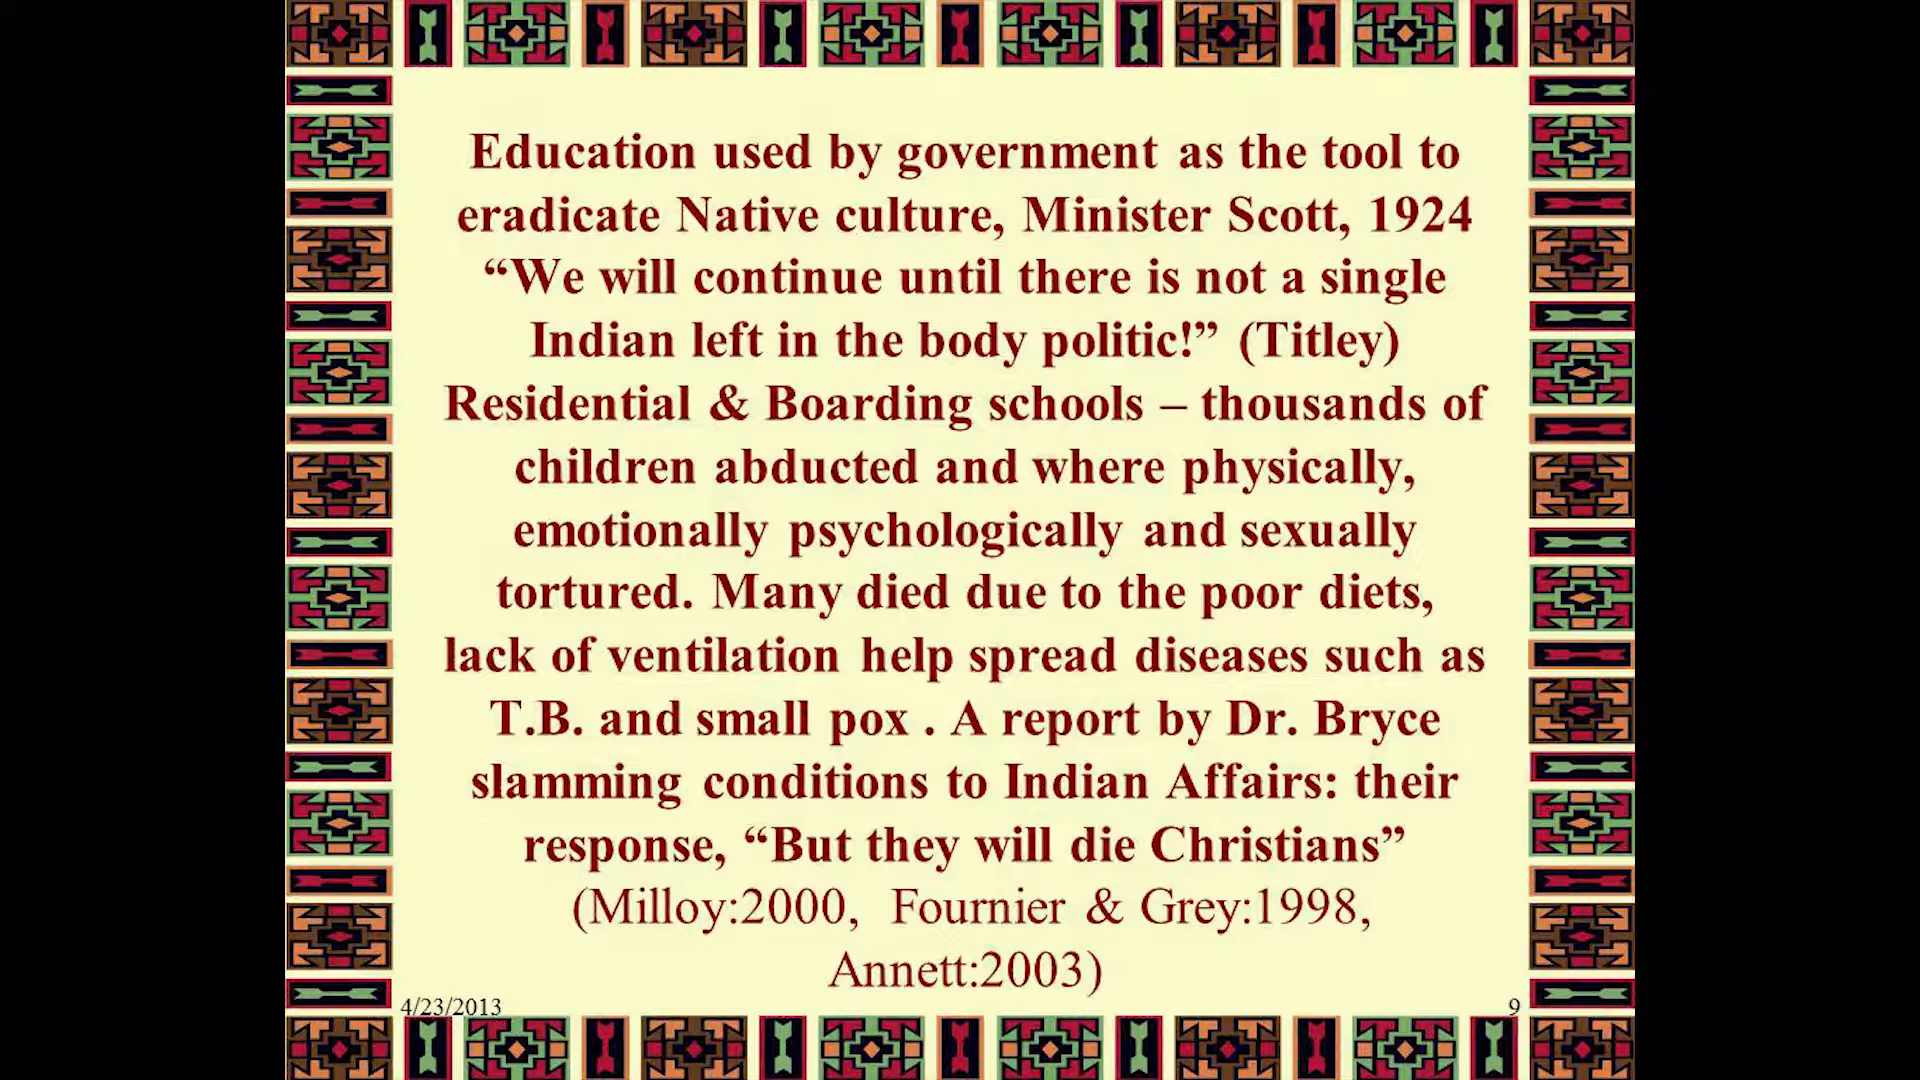 Education used by government as the tool to
eradicate Native culture, Minister Scott, 1924
“We will continue until there is not a single
Indian left in the body politic!” (Titley)
Residential & Boarding schools – thousands of
children abducted and where physically,
emotionally psychologically and sexually
tortured. Many died due to the poor diets,
lack of ventilation help spread diseases such as
T.B. and small pox . A report by Dr. Bryce
slamming conditions to Indian Affairs: their
response, “But they will die Christians”
(Milloy:2000, Fournier & Grey:1998,
Annett:2003)
4/23/2013
9